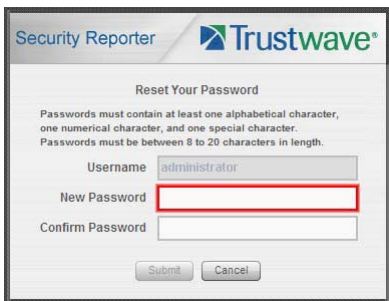 Security Reporter
Trustwave®
Reset Your Password
Passwords must contain at least one alphabetical character,
one numerical character, and one special character.
Passwords must be between 8 to 20 characters in length.
Username administrator
New Password
Confirm Password
Submit Cancel